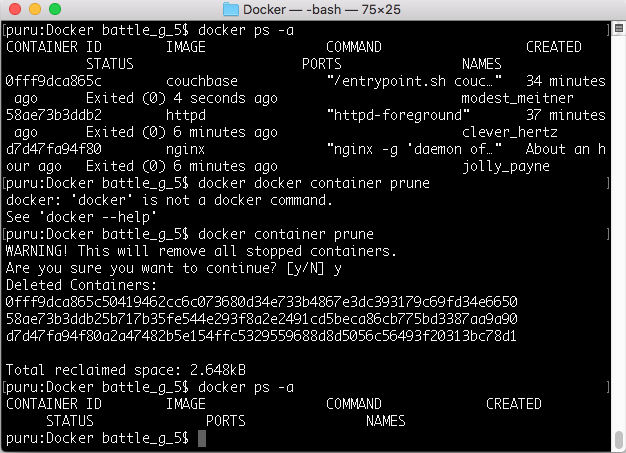 Docker — -bash — 75×25
[puru:Docker battle_g_5$ docker ps -a ]
CONTAINER ID IMAGE COMMAND CREATED
STATUS PORTS NAMES
0fff9dca865c couchbase "/entrypoint.sh couc…" 34 minutes
ago Exited (0) 4 seconds ago modest_meitner
58ae73b3ddb2 httpd "httpd-foreground" 37 minutes
ago Exited (0) 6 minutes ago clever_hertz
d7d47fa94f80 nginx "nginx -g 'daemon of…" About an h
our ago Exited (0) 6 minutes ago jolly_payne
[puru:Docker battle_g_5$ docker docker container prune ]
docker: 'docker' is not a docker command.
See 'docker --help'
[puru:Docker battle_g_5$ docker container prune ]
WARNING! This will remove all stopped containers.
Are you sure you want to continue? [y/N] y
Deleted Containers:
0fff9dca865c50419462cc6c073680d34e733b4867e3dc393179c69fd34e6650
58ae73b3ddb25b717b35fe544e293f8a2e2491cd5beca86cb775bd3387aa9a90
d7d47fa94f80a2a47482b5e154ffc5329559688d8d5056c56493f20313bc78d1
Total reclaimed space: 2.648kB
[puru:Docker battle_g_5$ docker ps -a ]
CONTAINER ID IMAGE COMMAND CREATED
STATUS PORTS NAMES
puru:Docker battle_g_5$